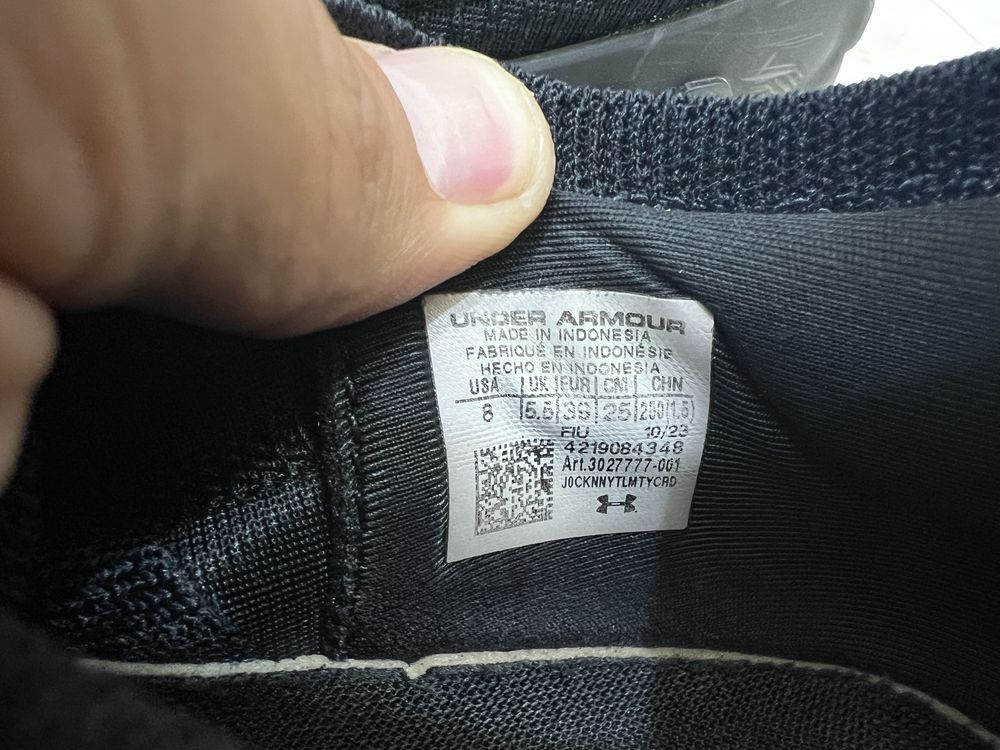 UNDER ARMOUR
MADE IN INDONESIA
FABRIQUÉ EN INDONÉSIE
HECHO EN INDONESIA
USA UK EUR CM CHN
8 5.5 39 25 250(1.5)
FIU 10/23
4219084348
Art.3027777-001
J0CKNNYTLMTYCRD